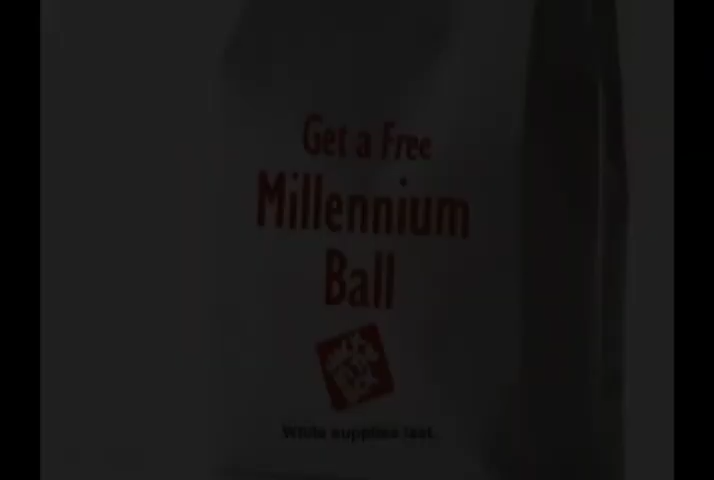 Get a Free
Millennium
Ball
While supplies last.